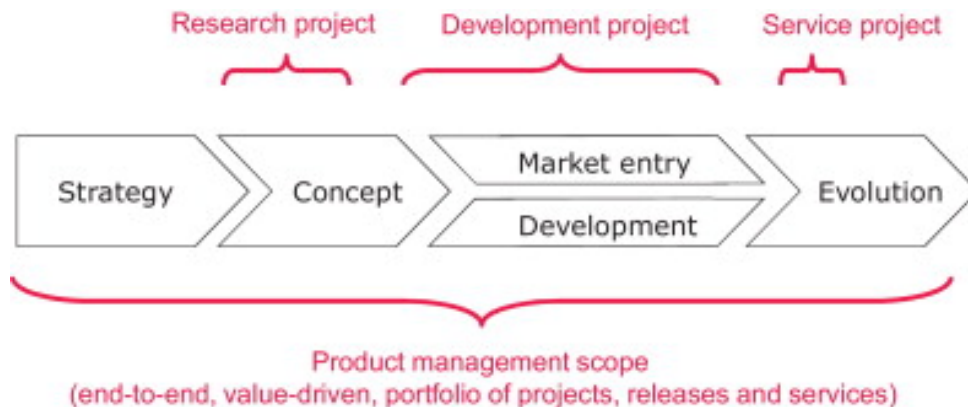 Research project
Development project
Service project
Strategy
Concept
Market entry
Development
Evolution
Product management scope
(end-to-end, value-driven, portfolio of projects, releases and services)